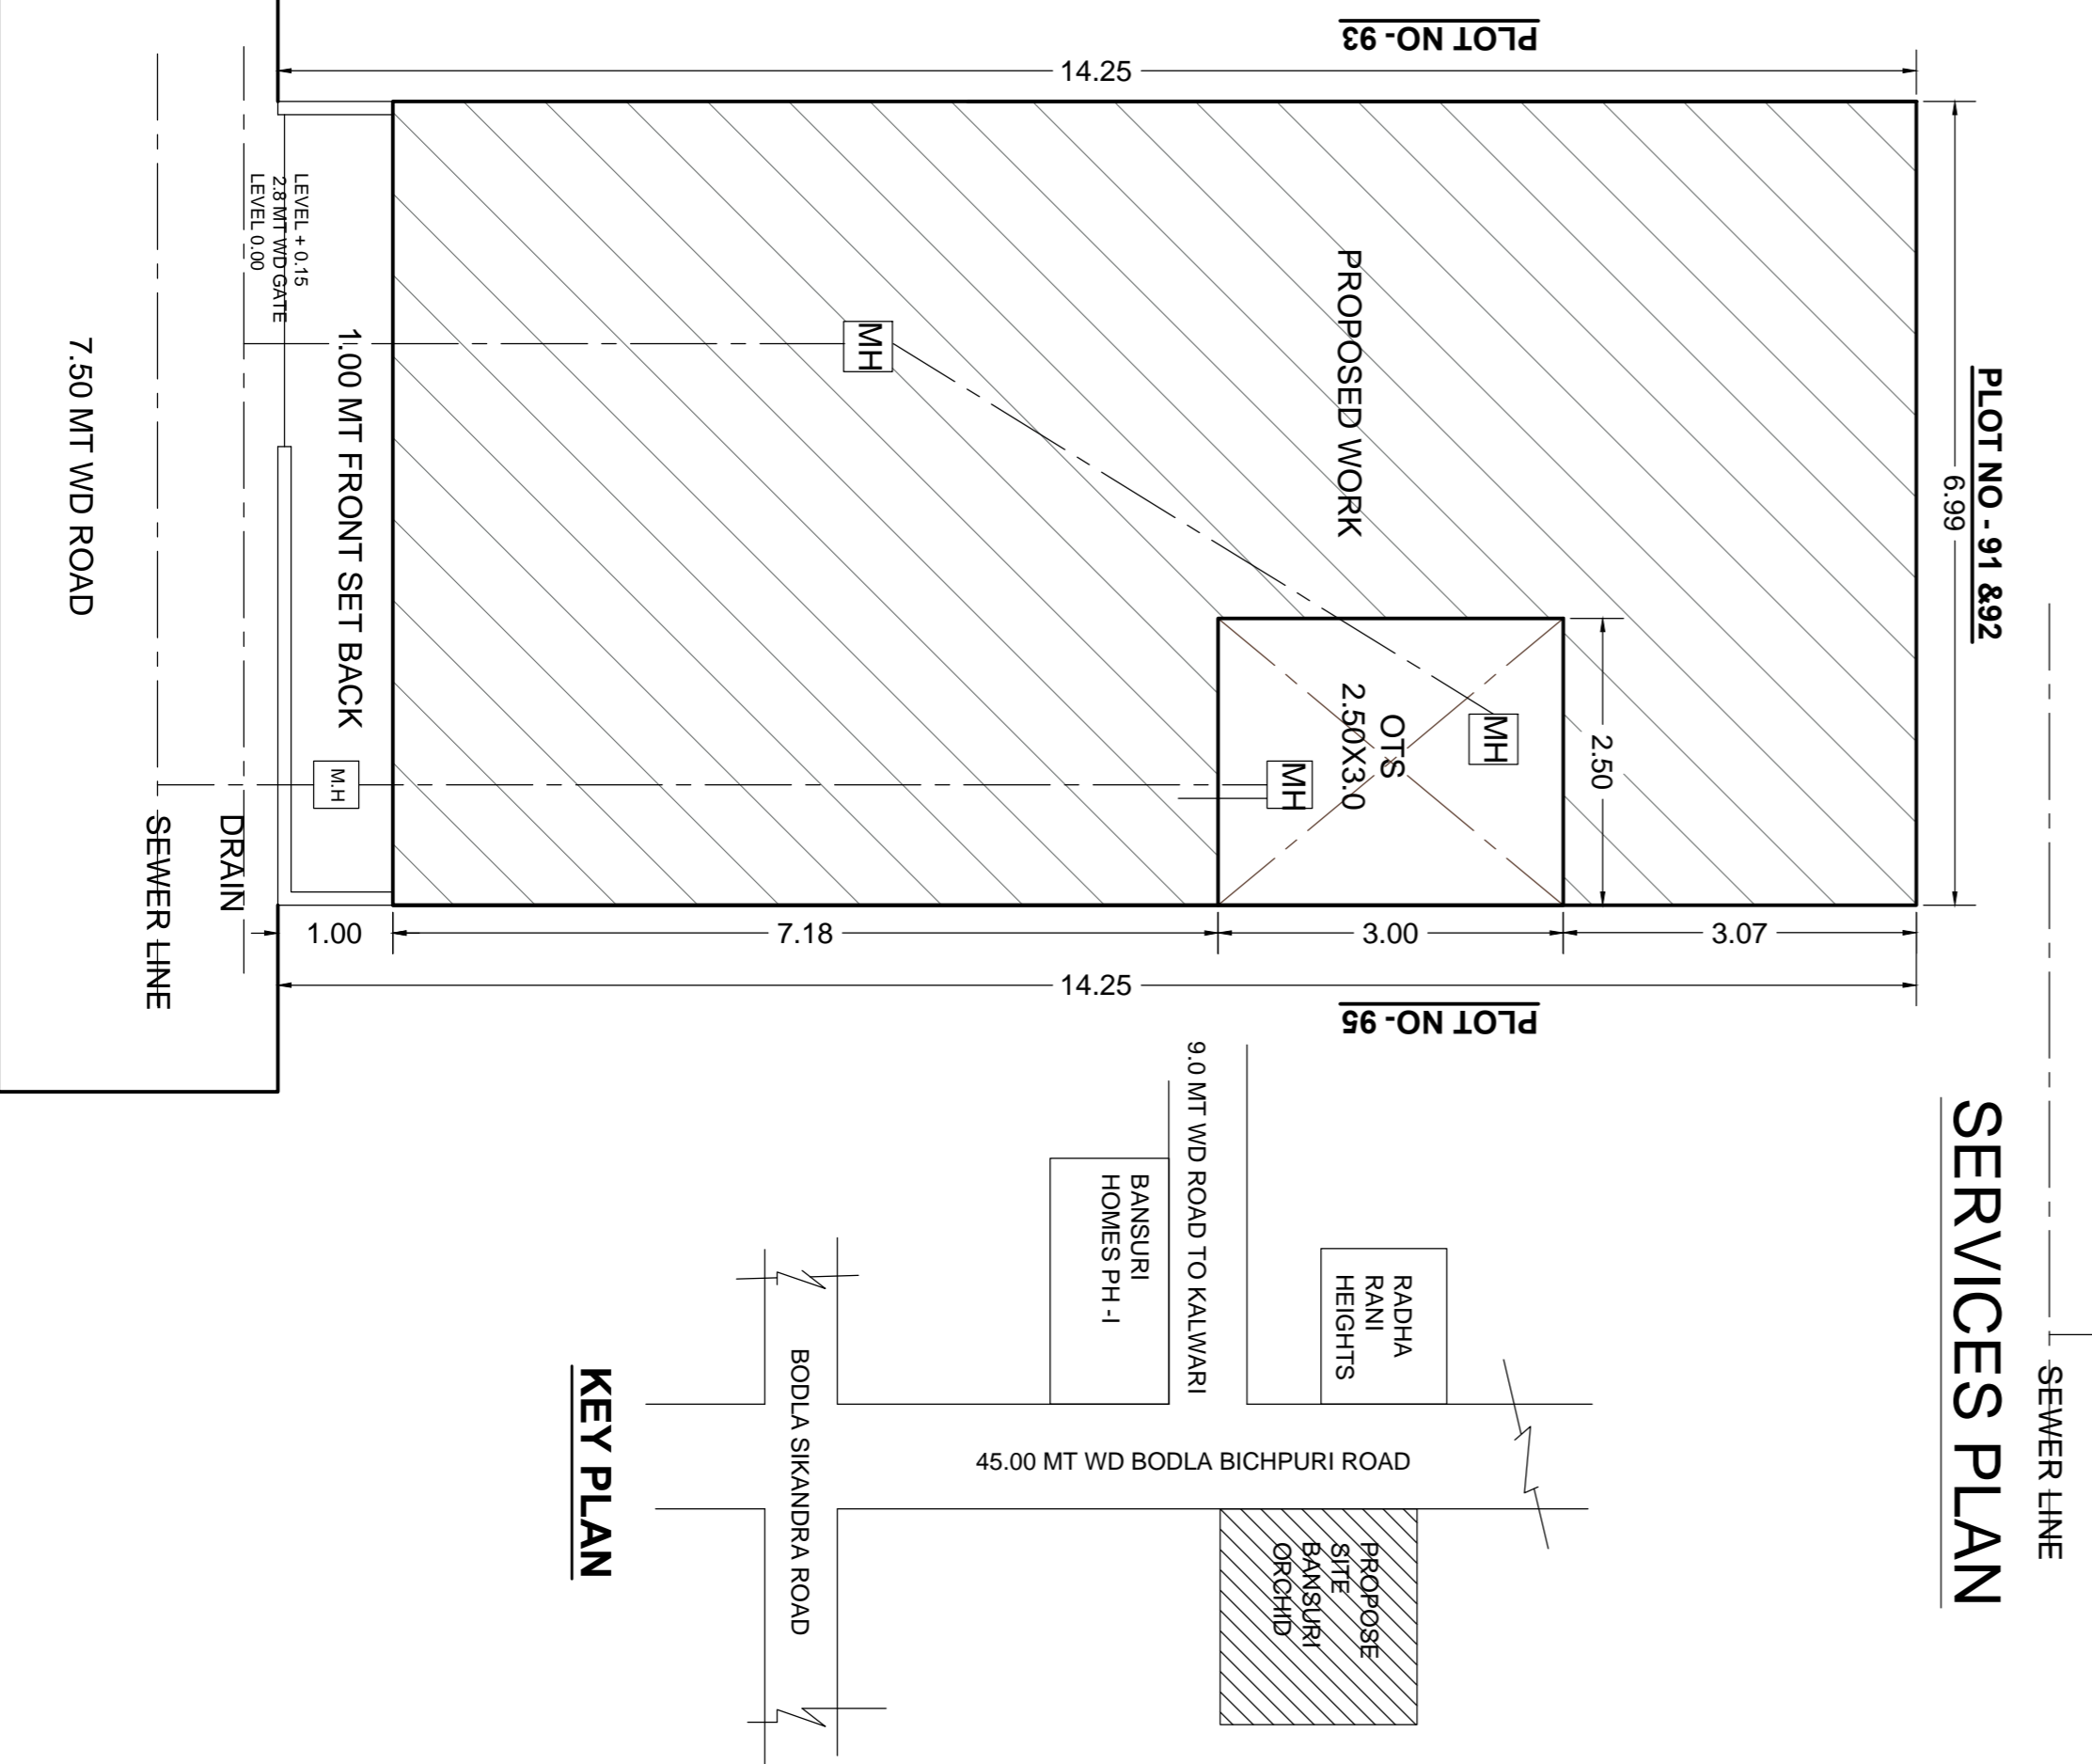 PLOT NO- 93
14.25
PLOT NO - 91 &92
6.99
LEVEL + 0.15
2.8 MT WD GATE
LEVEL 0.00
PROPOSED WORK
MH
1.00 MT FRONT SET BACK
7.50 MT WD ROAD
OTS
2.50X3.0
MH
MH
2.50
M.H
DRAIN
SEWER LINE
1.00
7.18
3.00
3.07
14.25
PLOT NO- 95
SERVICES PLAN
SEWER LINE
9.0 MT WD ROAD TO KALWARI
BANSURI
HOMES PH -I
RADHA
RANI
HEIGHTS
BODLA SIKANDRA ROAD
45.00 MT WD BODLA BICHPURI ROAD
PROPOSE
SITE
BANSURI
ORCHID
KEY PLAN